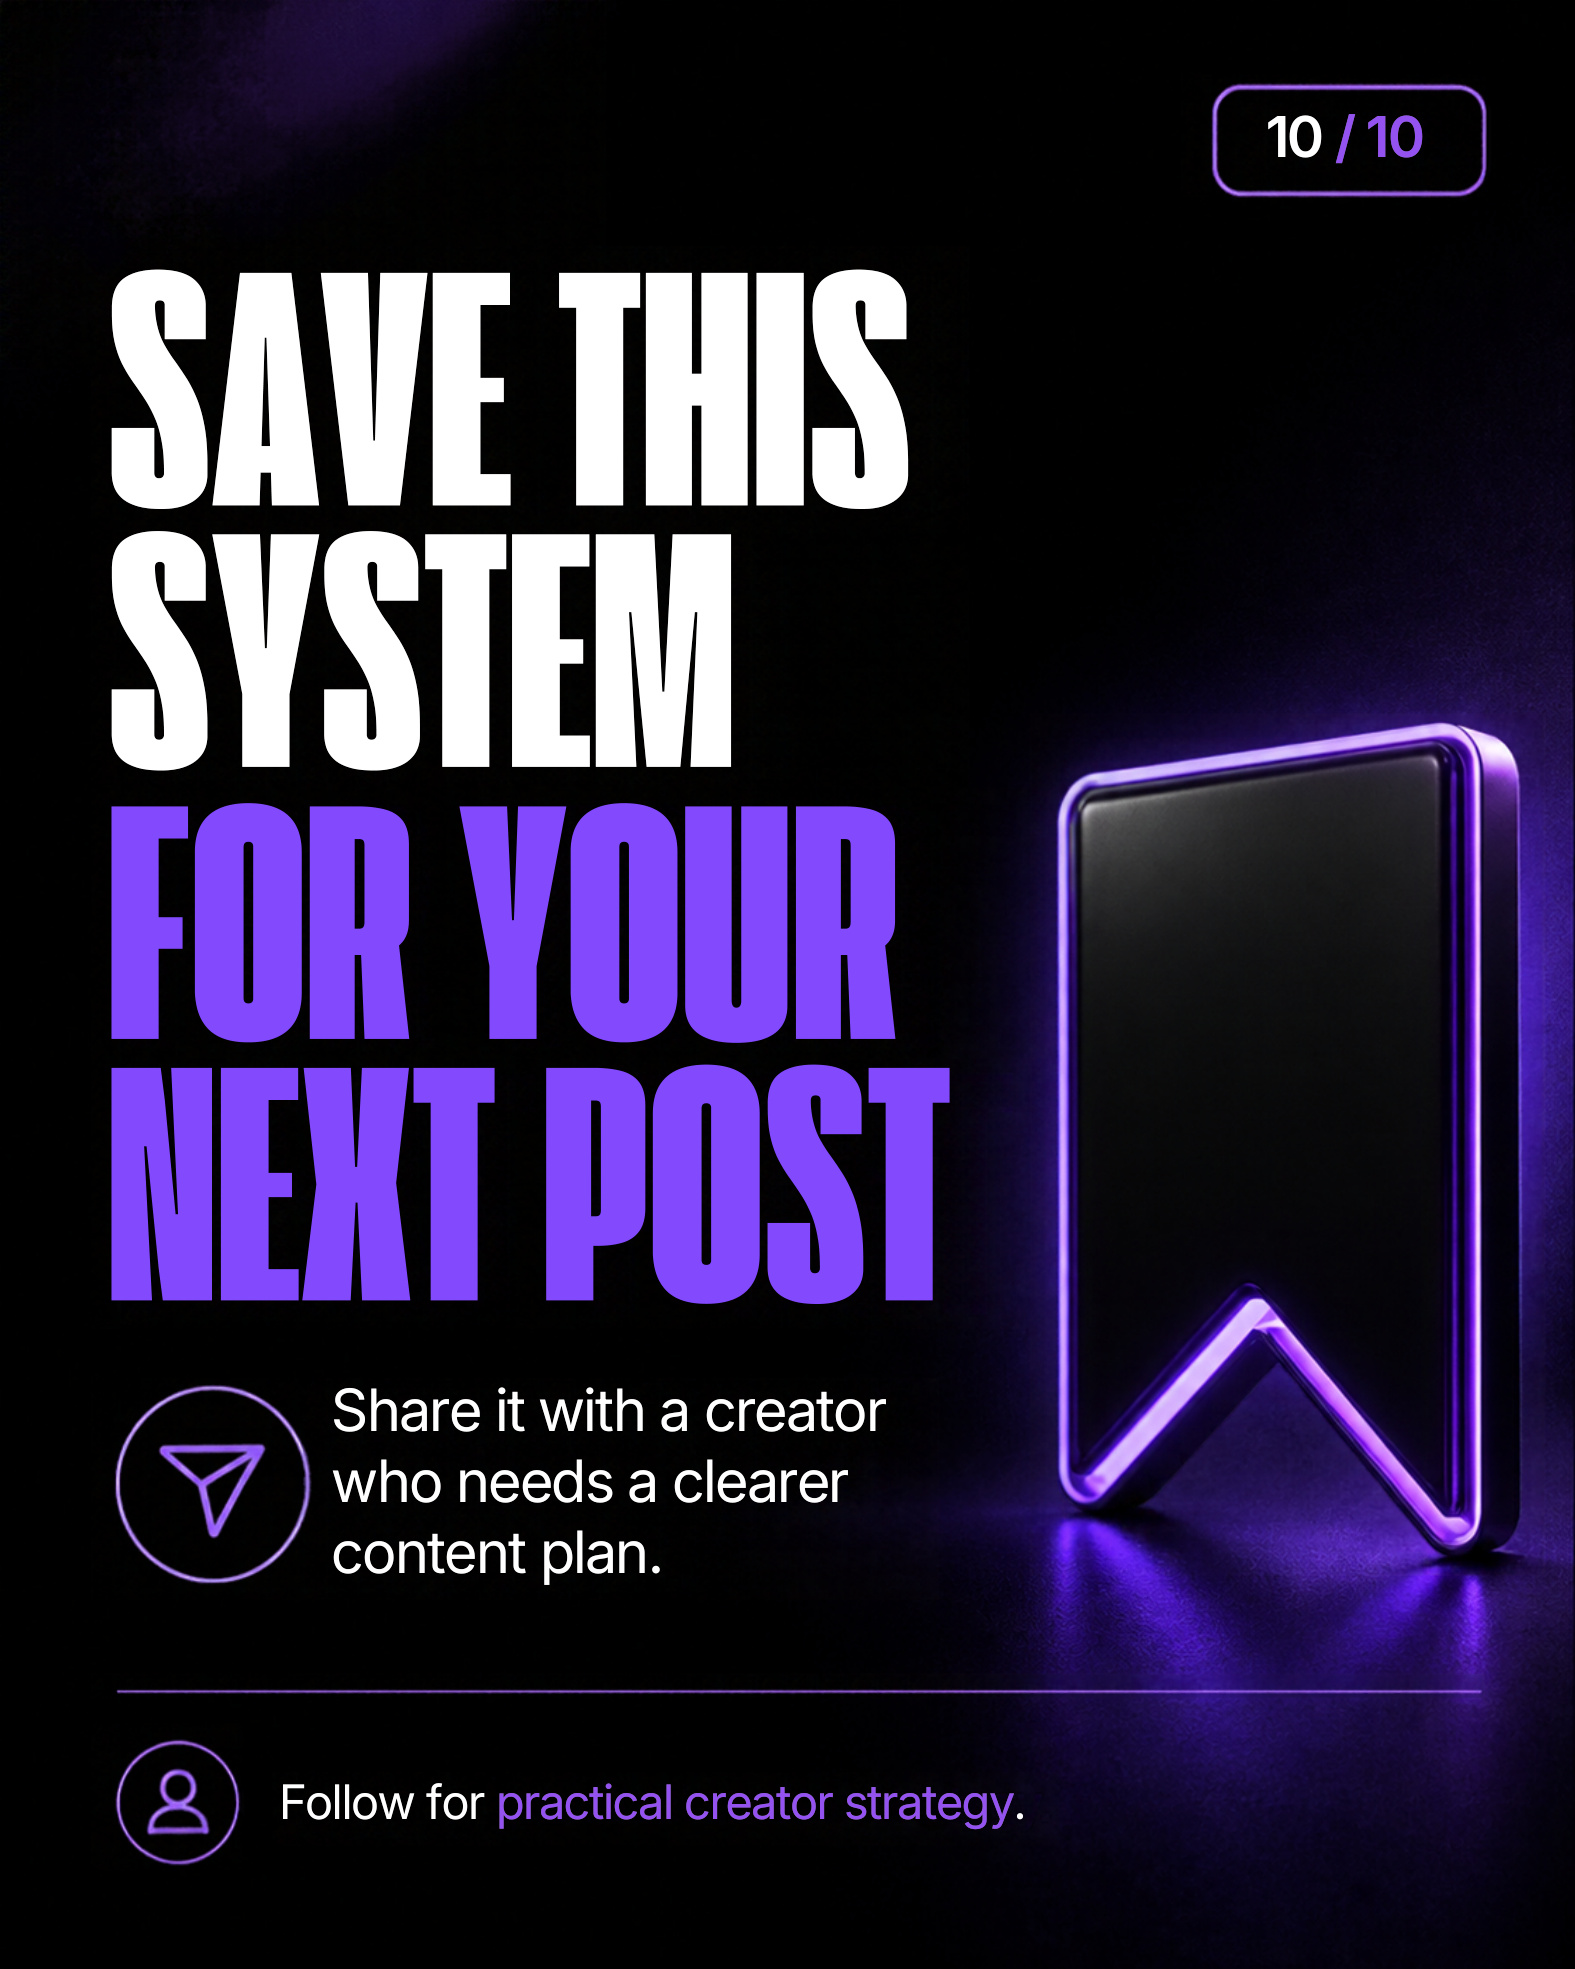 10 / 10
SAVE THIS
SYSTEM
FOR YOUR
NEXT POST
Share it with a creator
who needs a clearer
content plan.
Follow for practical creator strategy.